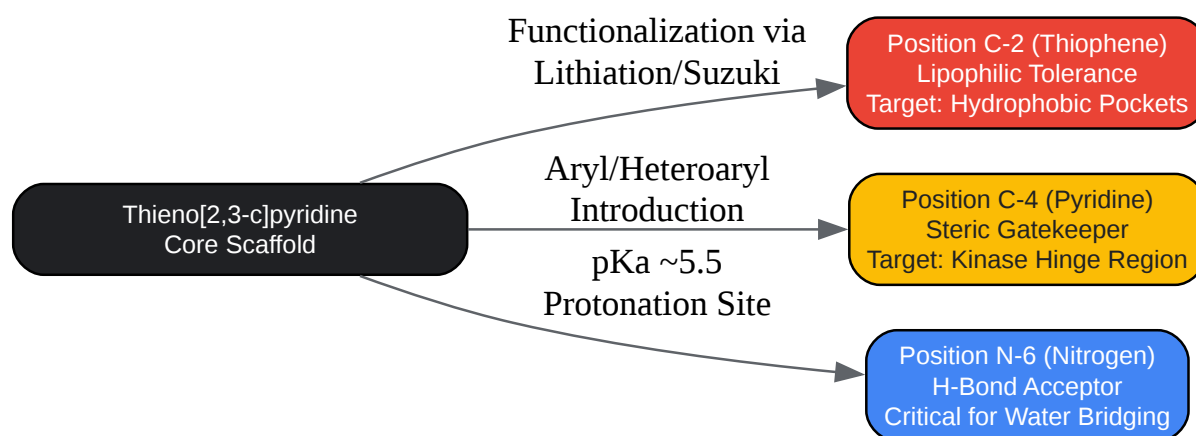 Thieno[2,3-c]pyridine
Core Scaffold
Functionalization via
Lithiation/Suzuki
Position C-2 (Thiophene)
Lipophilic Tolerance
Target: Hydrophobic Pockets
Aryl/Heteroaryl
Introduction
Position C-4 (Pyridine)
Steric Gatekeeper
Target: Kinase Hinge Region
pKa ~5.5
Protonation Site
Position N-6 (Nitrogen)
H-Bond Acceptor
Critical for Water Bridging